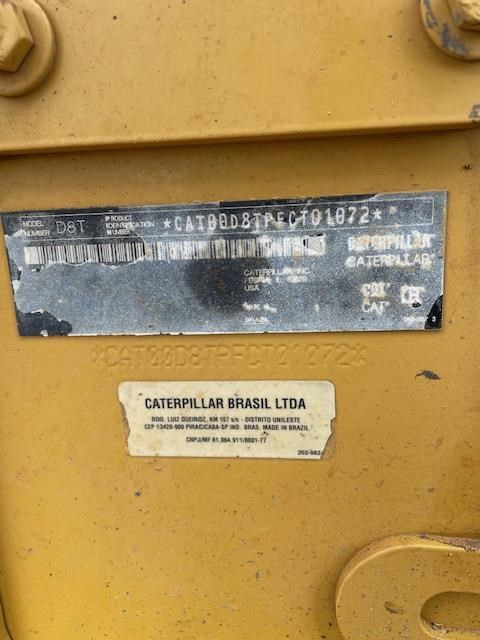 MODEL NUMBER D8T PRODUCT IDENTIFICATION NUMBER *CAT00D8TPFCT01072*
CATERPILLAR
CATERPILLAR INC. CATERPILLAR
USA
CAT
CAT
BRAZIL
*CAT00D8TPFCT01072*
CATERPILLAR BRASIL LTDA
ROD. LUIZ QUEIROZ, KM 157 s/n - DISTRITO UNILESTE
CEP 13420-900 PIRACICABA-SP IND. BRAS. MADE IN BRAZIL
CNPJ/MF 61.064.911/0001-77
202-982